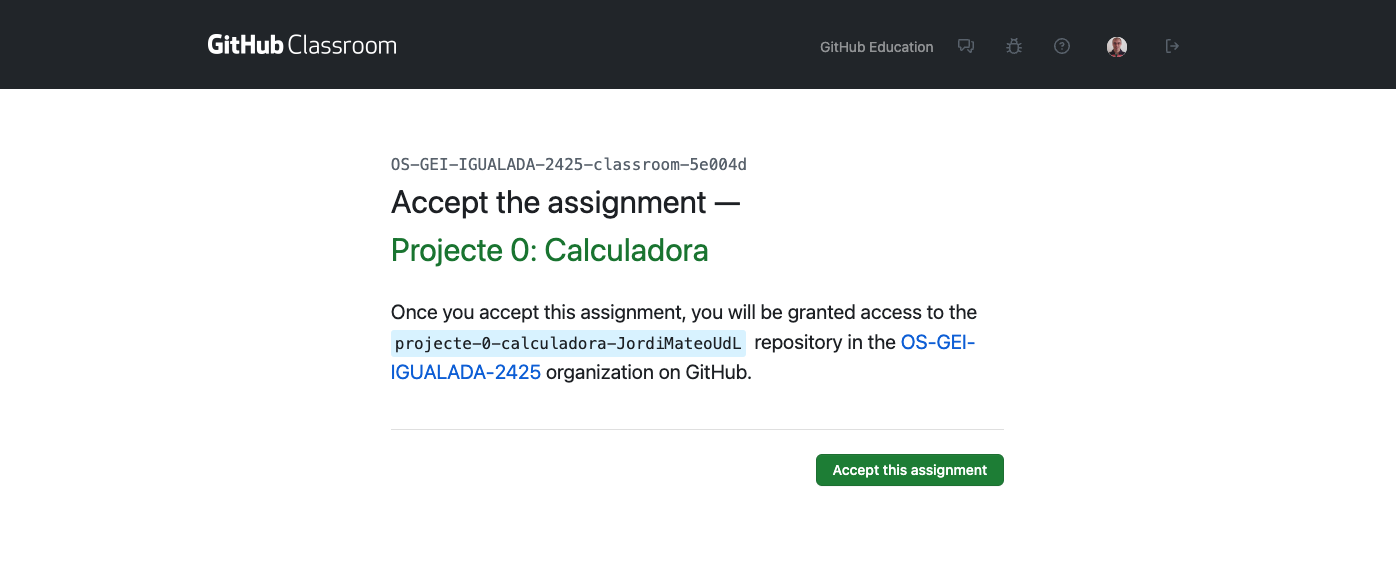 GitHub Classroom
GitHub Education
OS-GEI-IGUALADA-2425-classroom-5e004d
Accept the assignment —
Projecte 0: Calculadora
Once you accept this assignment, you will be granted access to the
projecte-0-calculadora-JordiMateoUdL repository in the OS-GEI-
IGUALADA-2425 organization on GitHub.
Accept this assignment